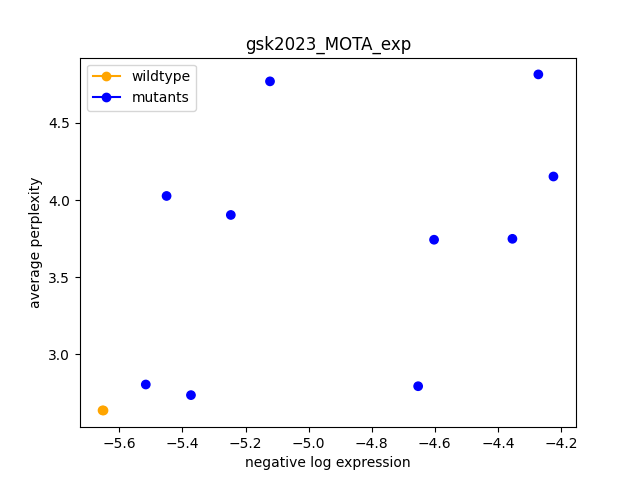 gsk2023_MOTA_exp
wildtype
mutants
average perplexity
4.5
4.0
3.5
3.0
−5.6 −5.4 −5.2 −5.0 −4.8 −4.6 −4.4 −4.2
negative log expression